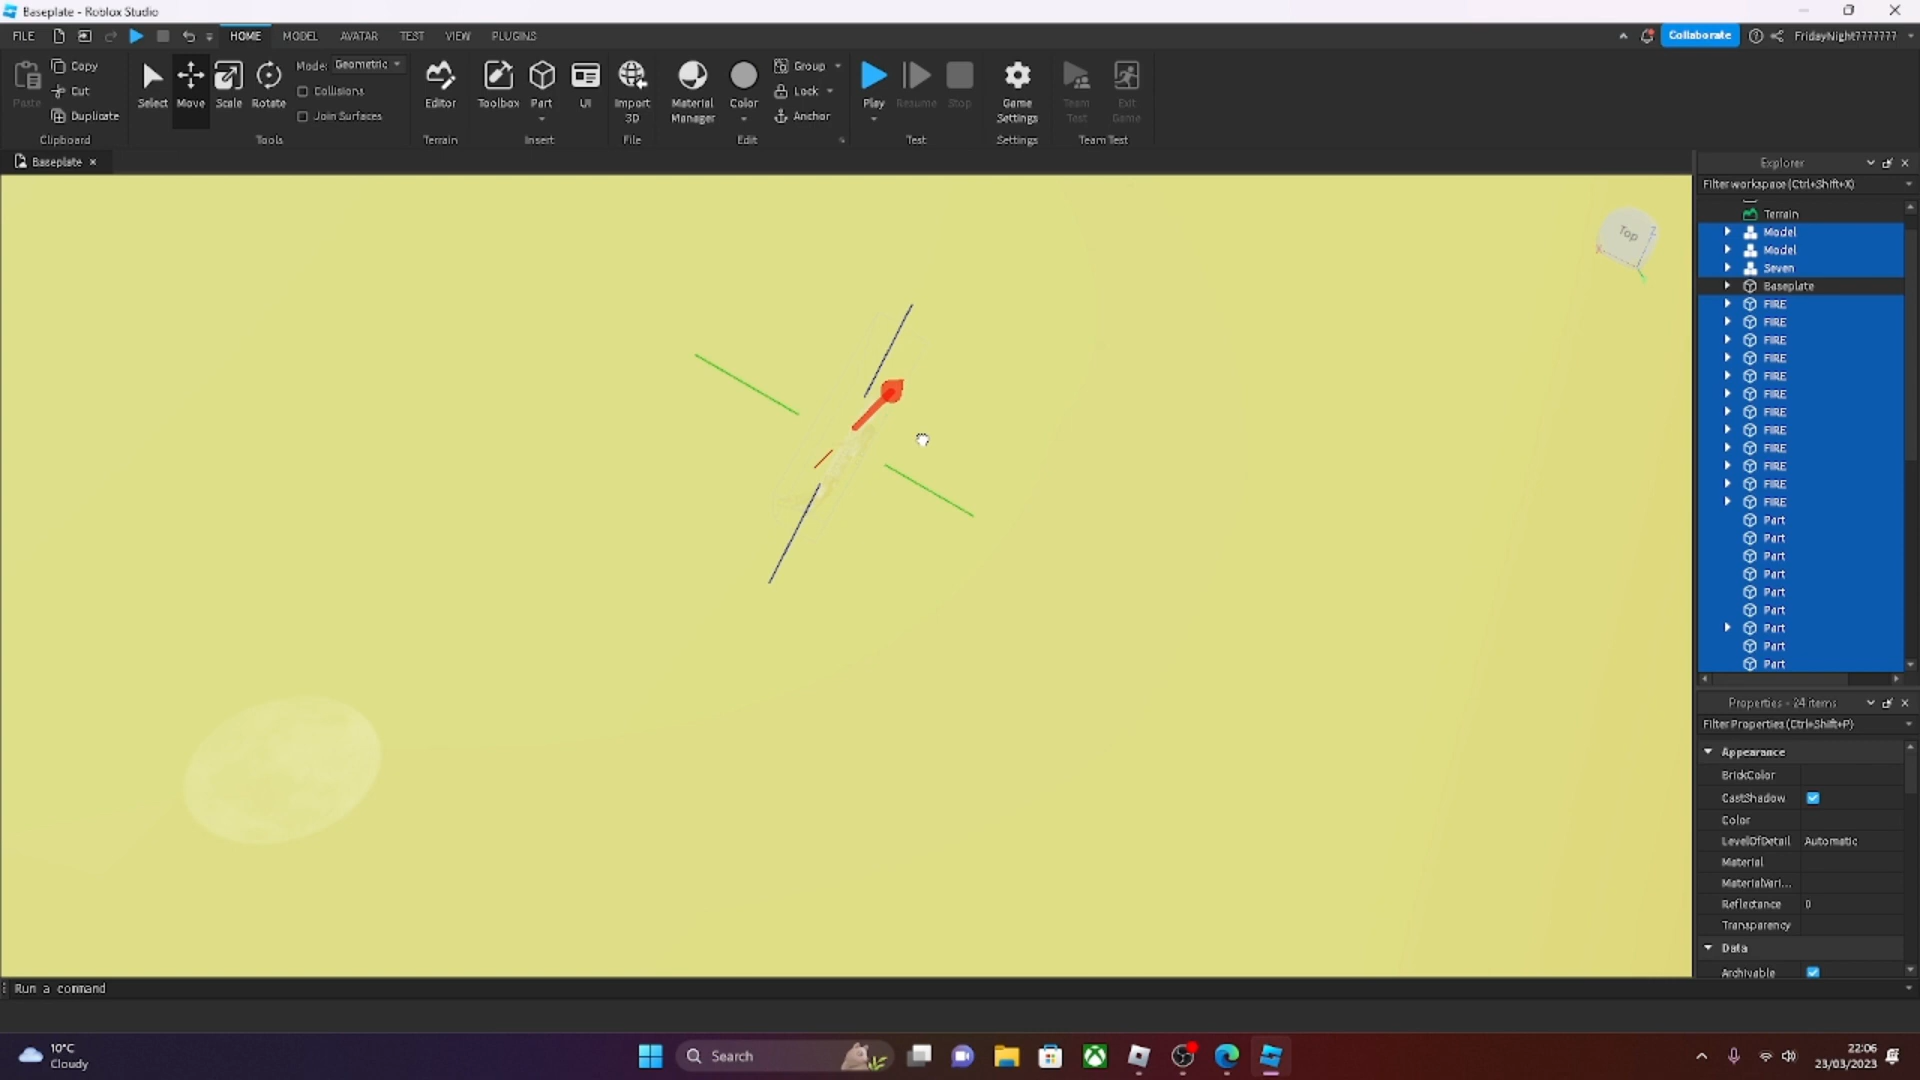 Baseplate - Roblox Studio
FILE HOME MODEL AVATAR TEST VIEW PLUGINS Collaborate FridayNight7777777
Paste Copy Cut Duplicate Clipboard
Select Move Scale Rotate Mode: Geometric Collisions Join Surfaces Tools
Editor Terrain
Toolbox Part UI Insert
Import 3D File
Material Manager Color Group Lock Anchor Edit
Play Resume Stop Test
Game Settings Settings
Team Test Exit Game Team Test
Baseplate
Top
X
Z
Y
Explorer
Filter workspace (Ctrl+Shift+X)
Terrain
Model
Model
Seven
Baseplate
FIRE
FIRE
FIRE
FIRE
FIRE
FIRE
FIRE
FIRE
FIRE
FIRE
FIRE
FIRE
Part
Part
Part
Part
Part
Part
Part
Part
Part
Properties - 24 items
Filter Properties (Ctrl+Shift+P)
Appearance
BrickColor
CastShadow
Color
LevelOfDetail Automatic
Material
MaterialVari...
Reflectance 0
Transparency
Data
Archivable
Run a command
10°C
Cloudy
Search
22:06
23/03/2023